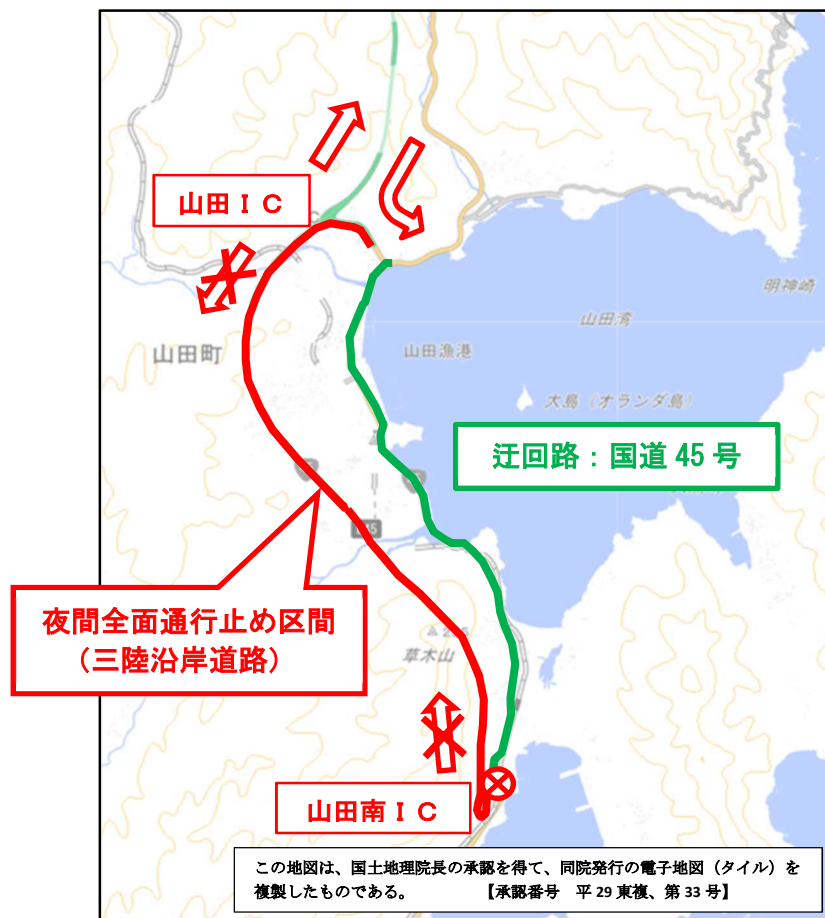 山田ＩＣ
明神崎
山田湾
山田町
山田漁港
大島（オランダ島）
迂回路：国道 45 号
45
夜間全面通行止め区間
（三陸沿岸道路）
草木山
山田南ＩＣ
この地図は、国土地理院長の承認を得て、同院発行の電子地図（タイル）を
複製したものである。　【承認番号　平 29 東複、第 33 号】